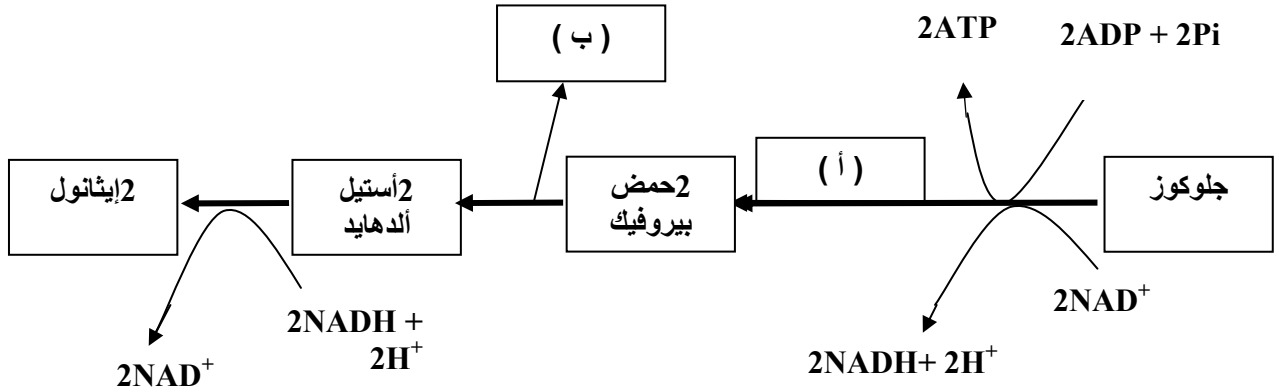 2ATP
2ADP + 2Pi
( ب )
( أ )
جلوكوز
2حمض
بيروفيك
2أستيل
ألدهايد
2إيثانول
2NAD⁺
2NADH+ 2H⁺
2NADH +
2H⁺
2NAD⁺